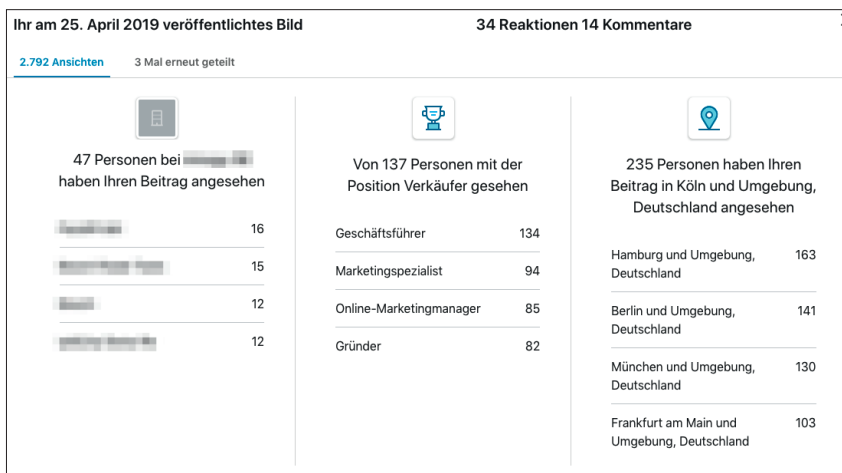 Ihr am 25. April 2019 veröffentlichtes Bild
34 Reaktionen 14 Kommentare
2.792 Ansichten
3 Mal erneut geteilt
47 Personen bei
haben Ihren Beitrag angesehen
16
15
12
12
Von 137 Personen mit der
Position Verkäufer gesehen
Geschäftsführer 134
Marketingspezialist 94
Online-Marketingmanager 85
Gründer 82
235 Personen haben Ihren
Beitrag in Köln und Umgebung,
Deutschland angesehen
Hamburg und Umgebung, 163
Deutschland
Berlin und Umgebung, 141
Deutschland
München und Umgebung, 130
Deutschland
Frankfurt am Main und 103
Umgebung, Deutschland